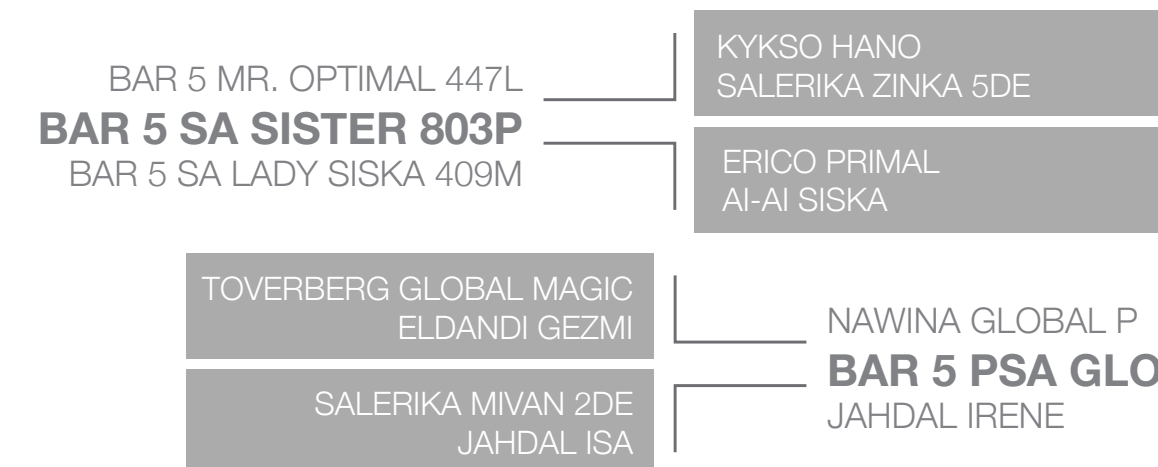 BAR 5 MR. OPTIMAL 447L
BAR 5 SA SISTER 803P
BAR 5 SA LADY SISKA 409M
KYKSO HANO
SALERIKA ZINKA 5DE
ERICO PRIMAL
AI-AI SISKA
TOVERBERG GLOBAL MAGIC
ELDANDI GEZMI
SALERIKA MIVAN 2DE
JAHDAL ISA
NAWINA GLOBAL P
BAR 5 PSA GLO
JAHDAL IRENE